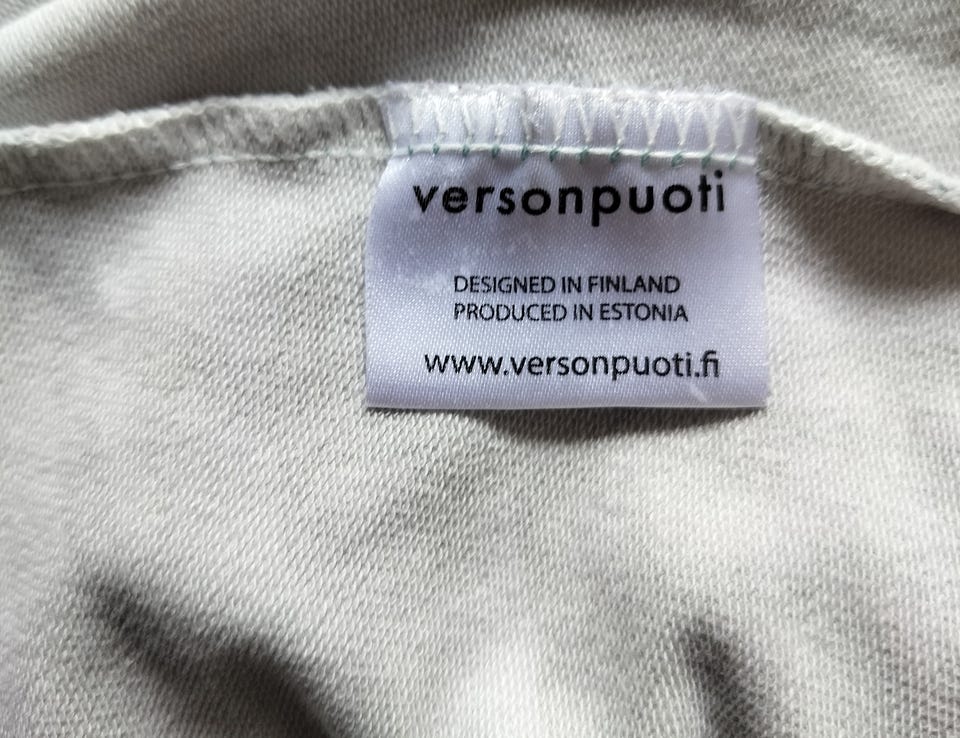 versonpuoti
DESIGNED IN FINLAND
PRODUCED IN ESTONIA
www.versonpuoti.fi